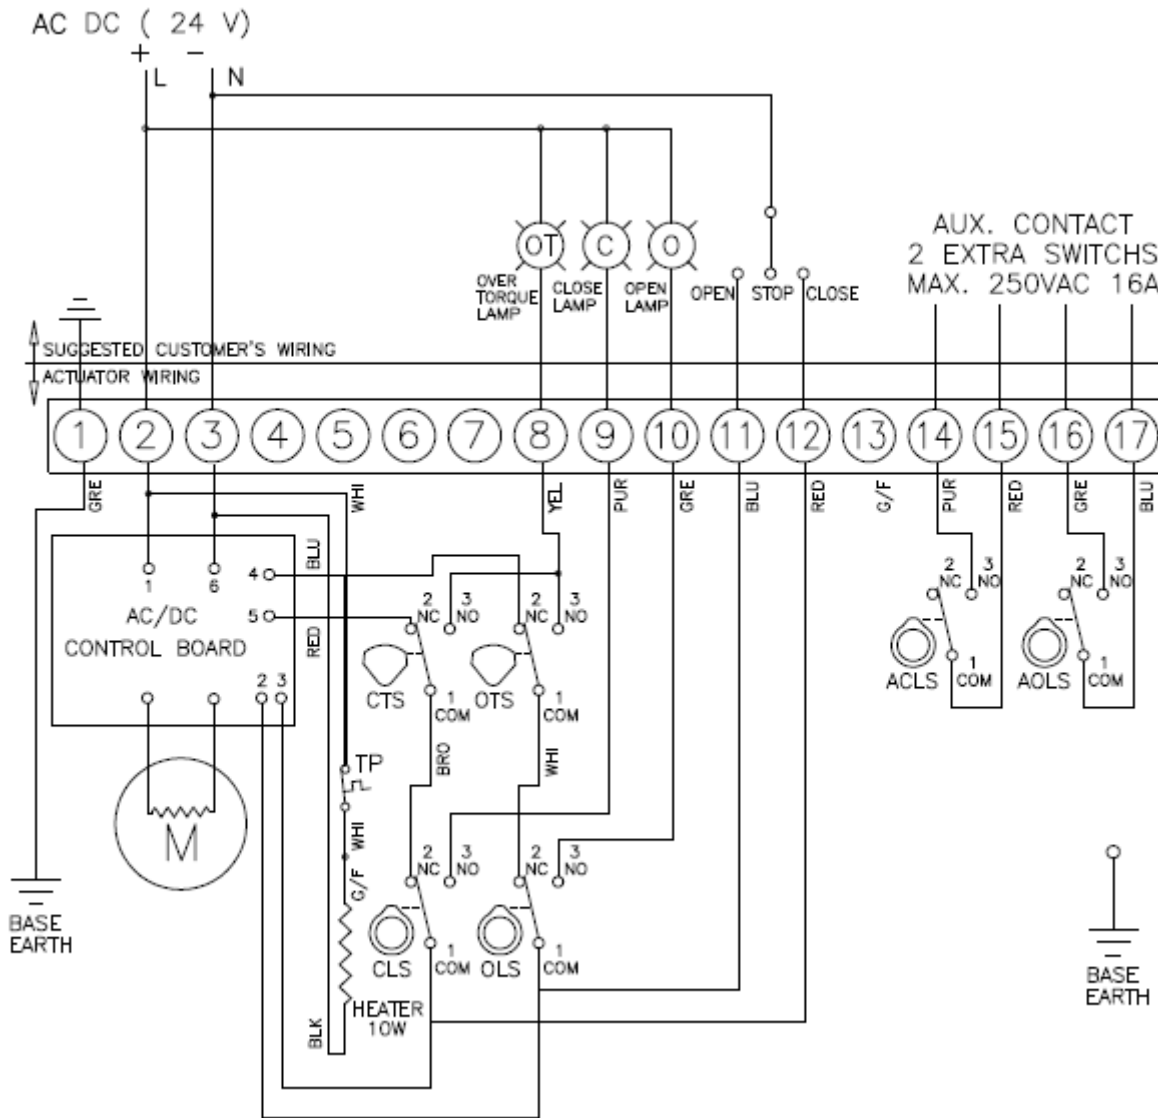 AC DC ( 24 V)
+ -
L N
OT C O
OVER TORQUE LAMP
CLOSE LAMP
OPEN LAMP
OPEN STOP CLOSE
AUX. CONTACT
2 EXTRA SWITCHS
MAX. 250VAC 16A
SUGGESTED CUSTOMER'S WIRING
ACTUATOR WIRING
1 2 3 4 5 6 7 8 9 10 11 12 13 14 15 16 17
GRE WHI YEL PUR GRE BLU RED G/F PUR RED GRE BLU
1 6 4 BLU
5 RED
AC/DC
CONTROL BOARD
2 3
2 NC 3 NO
CTS
1 COM
2 NC 3 NO
OTS
1 COM
2 NC 3 NO
ACLS
1 COM
2 NC 3 NO
AOLS
1 COM
BRO WHI
TP
WHI
G/F
M
2 NC 3 NO
CLS
1 COM
2 NC 3 NO
OLS
1 COM
BLK
HEATER
10W
BASE
EARTH
BASE
EARTH